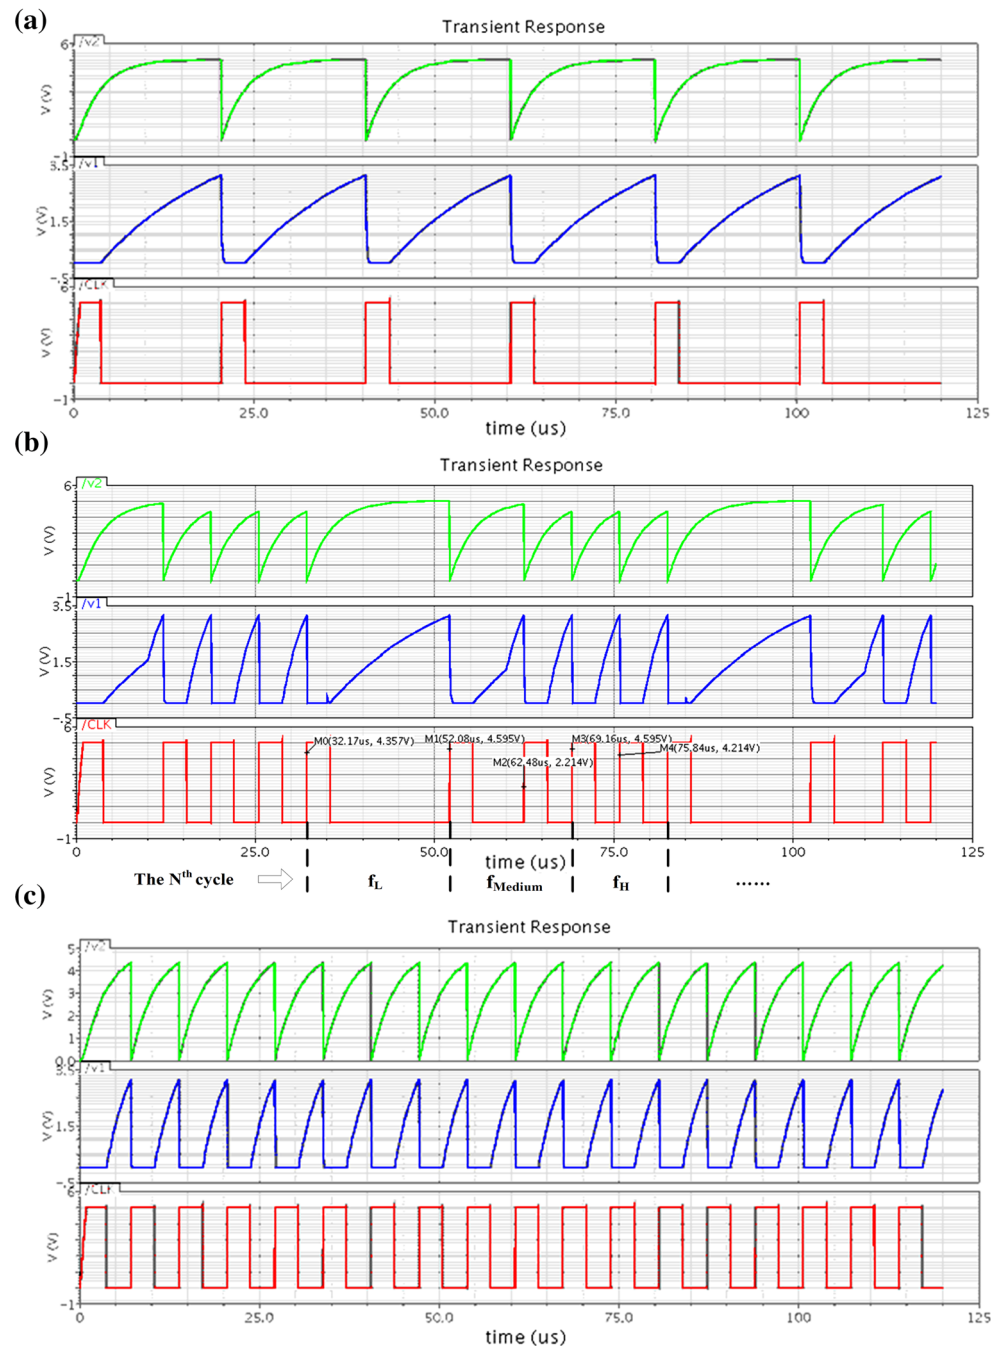 (a)
Transient Response
/v2
6
V (V)
-1
/v1
3.5
V (V)
1.5
-.5
/CLK
6
V (V)
-1
0 25.0 50.0 75.0 100 125
time (us)
(b)
Transient Response
/v2
6
V (V)
-1
/v1
3.5
V (V)
1.5
-.5
/CLK
6
V (V)
-1
M0(32.17us, 4.357V)
M1(52.08us, 4.595V)
M2(62.48us, 2.214V)
M3(69.16us, 4.595V)
M4(75.84us, 4.214V)
0 25.0 50.0 75.0 100 125
time (us)
The Nth cycle
fL
fMedium
fH
......
(c)
Transient Response
/v2
5
4
3
2
1
0.0
V (V)
/v1
3.5
V (V)
1.5
-.5
/CLK
6
V (V)
-1
0 25.0 50.0 75.0 100 125
time (us)